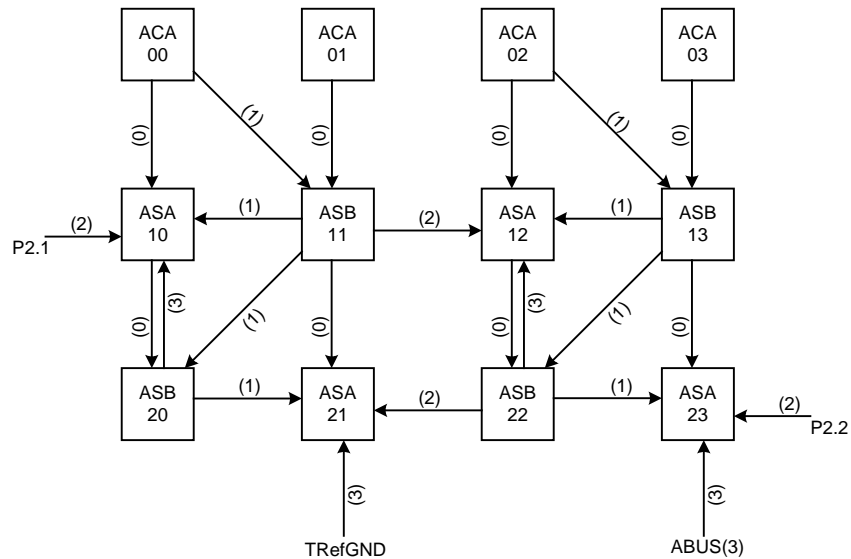 ACA
00
ACA
01
ACA
02
ACA
03
(0)
(1)
(0)
(0)
(1)
(0)
ASA
10
ASB
11
ASA
12
ASB
13
(2)
P2.1
(1)
(2)
(1)
(0)
(3)
(1)
(0)
(0)
(3)
(1)
(0)
ASB
20
ASA
21
ASB
22
ASA
23
(1)
(2)
(1)
(2)
P2.2
(3)
(3)
TRefGND
ABUS(3)